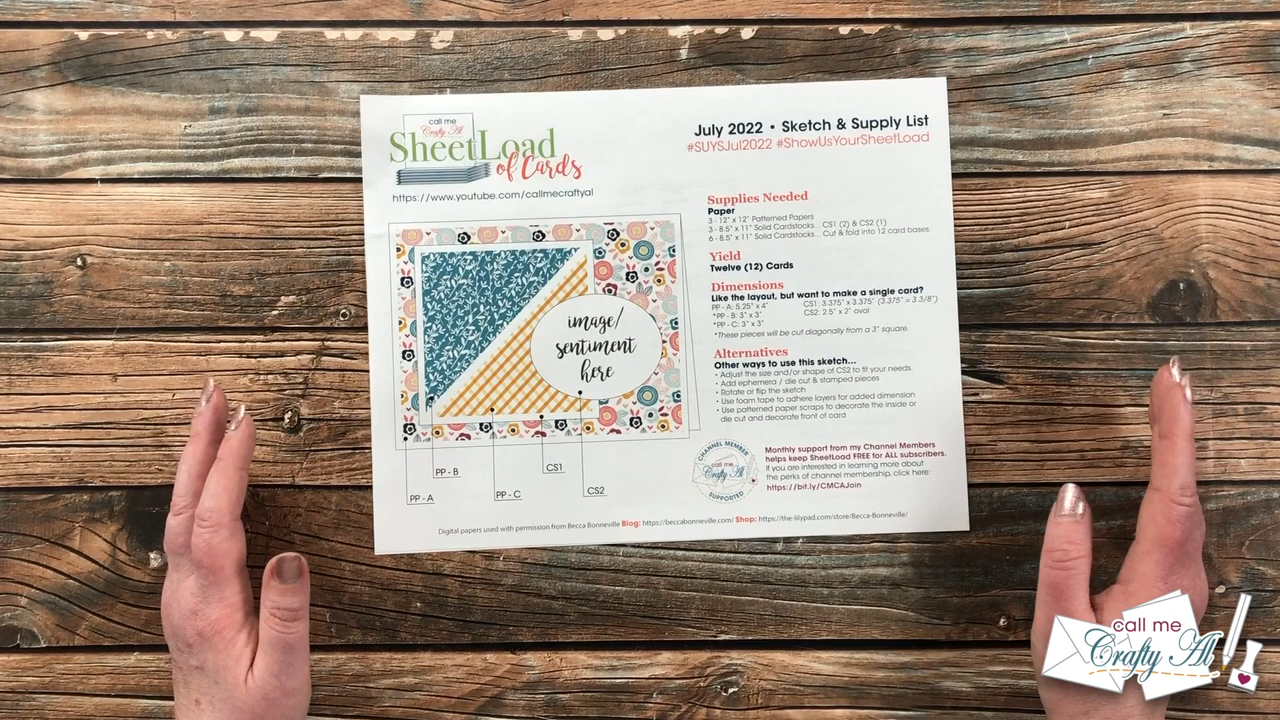 call me
Crafty Al
SheetLoad
of Cards
https://www.youtube.com/callmecraftyal
July 2022 • Sketch & Supply List
#SUYSJul2022 #ShowUsYourSheetLoad
image/
sentiment
here
PP - A
PP - B
PP - C
CS1
CS2
Supplies Needed
Paper
3 - 12" x 12" Patterned Papers
3 - 8.5" x 11" Solid Cardstocks... CS1 (2) & CS2 (1)
6 - 8.5" x 11" Solid Cardstocks... Cut & fold into 12 card bases.
Yield
Twelve (12) Cards
Dimensions
Like the layout, but want to make a single card?
PP - A: 5.25" x 4"
*PP - B: 3" x 3"
*PP - C: 3" x 3"
CS1: 3.375" x 3.375" (3.375" = 3 3/8")
CS2: 2.5" x 2" oval
*These pieces will be cut diagonally from a 3" square.
Alternatives
Other ways to use this sketch...
• Adjust the size and/or shape of CS2 to fit your needs.
• Add ephemera / die cut & stamped pieces
• Rotate or flip the sketch
• Use foam tape to adhere layers for added dimension
• Use patterned paper scraps to decorate the inside or
die cut and decorate front of card
CHANNEL MEMBER
call me
Crafty Al
SUPPORTED
Monthly support from my Channel Members
helps keep SheetLoad FREE for ALL subscribers.
If you are interested in learning more about
the perks of channel membership, click here:
https://bit.ly/CMCAJoin
Digital papers used with permission from Becca Bonneville Blog: https://beccabonneville.com/ Shop: https://the-lilypad.com/store/Becca-Bonneville/
call me
Crafty Al